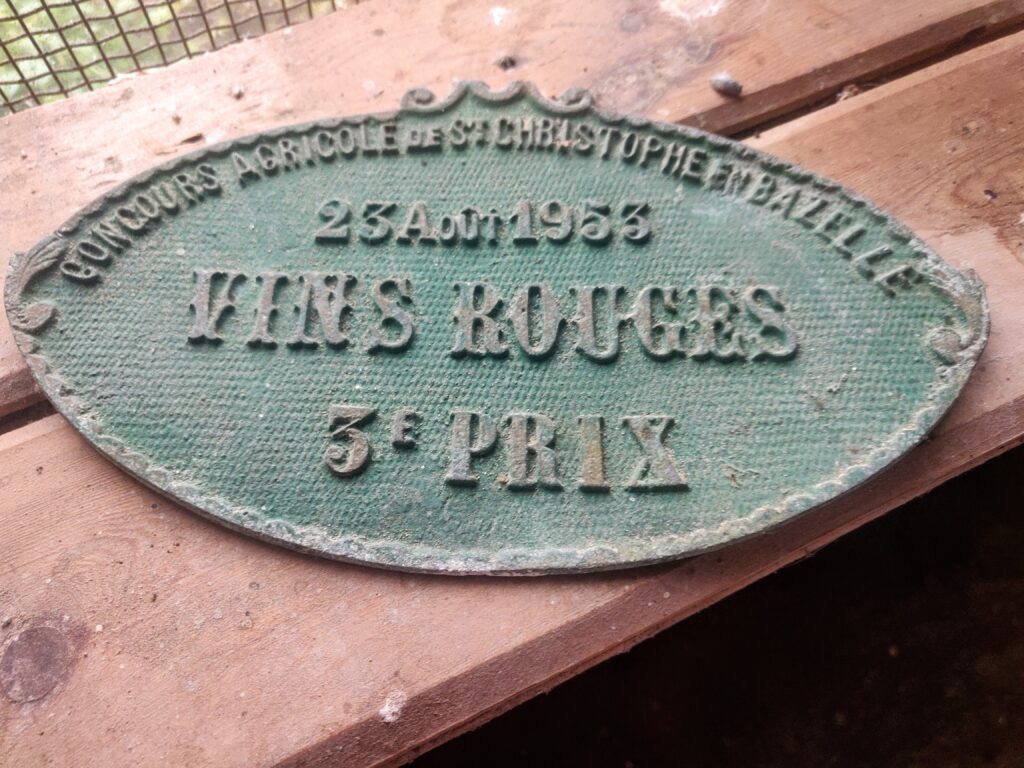 CONCOURS AGRICOLE DE ST CHRISTOPHE EN BAZELLE
23 AOUT 1953
VINS ROUGES
3E PRIX